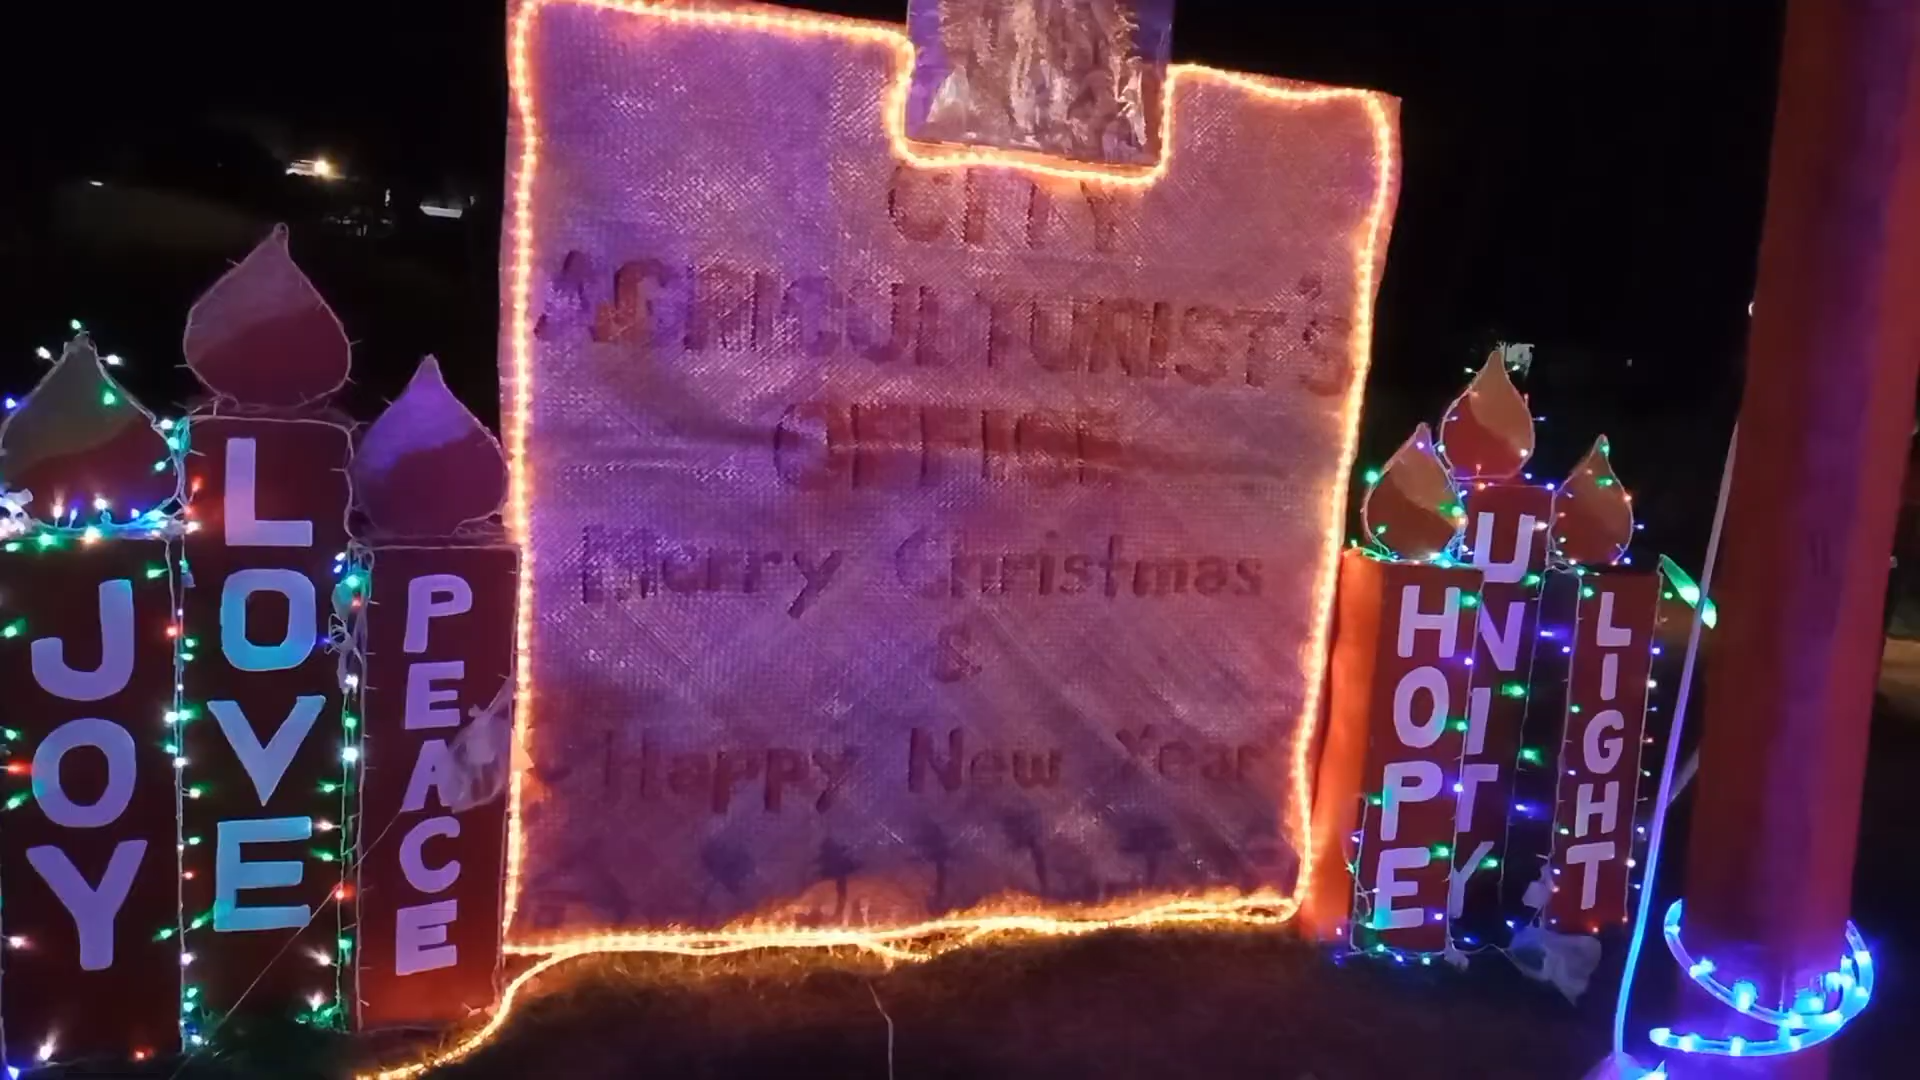 JOY
LOVE
PEACE
CITY
AGRICULTURIST'S
OFFICE
Merry Christmas
&
Happy New Year
HOPE
UNITY
LIGHT